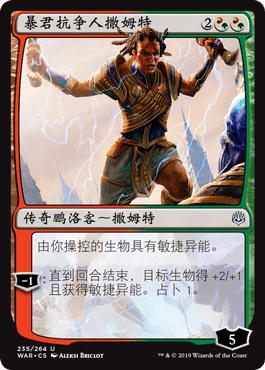 暴君抗争人撒姆特 2
传奇鹏洛客～撒姆特
由你操控的生物具有敏捷异能。
-1：直到回合结束，目标生物得 +2/+1
且获得敏捷异能。占卜 1。
5
235/264 U
WAR • CS ALEKSI BRICLOT
™ & © 2019 Wizards of the Coast